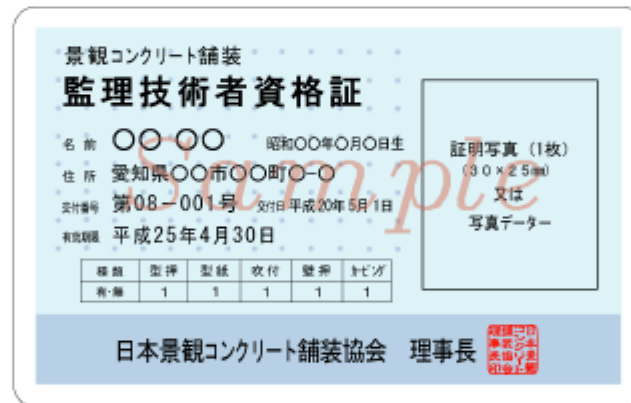 景観コンクリート舗装
監理技術者資格証
名前 〇〇 〇〇 昭和〇〇年〇月〇日生
住所 愛知県〇〇市〇〇町〇-〇
交付番号 第08-001号 交付日 平成20年5月1日
有効期限 平成25年4月30日
種類 型押 型紙 吹付 壁押 カービング
有・無 1 1 1 1 1
証明写真(1枚)
(30×25㎜)
又は
写真データー
Sample
日本景観コンクリート舗装協会 理事長